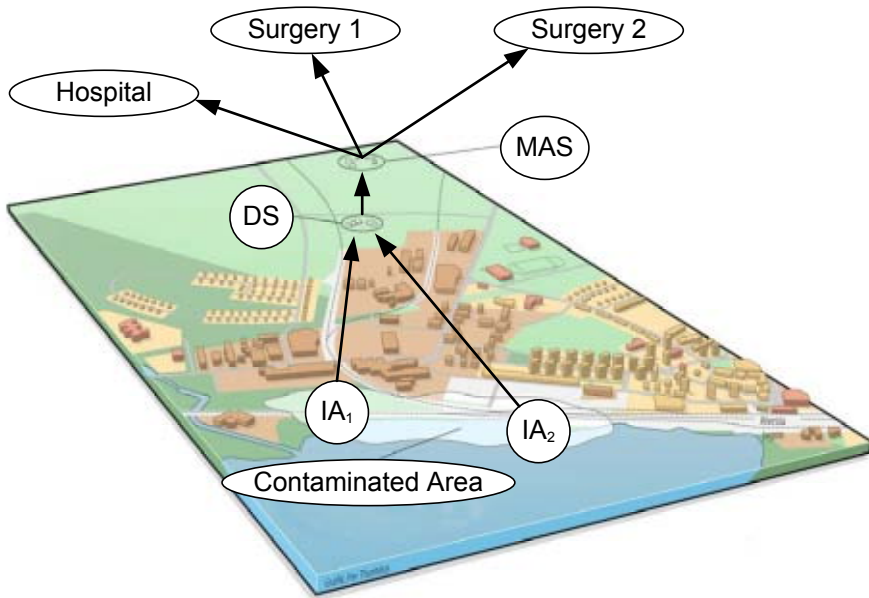 Surgery 1
Surgery 2
Hospital
MAS
DS
IA₁
IA₂
Contaminated Area